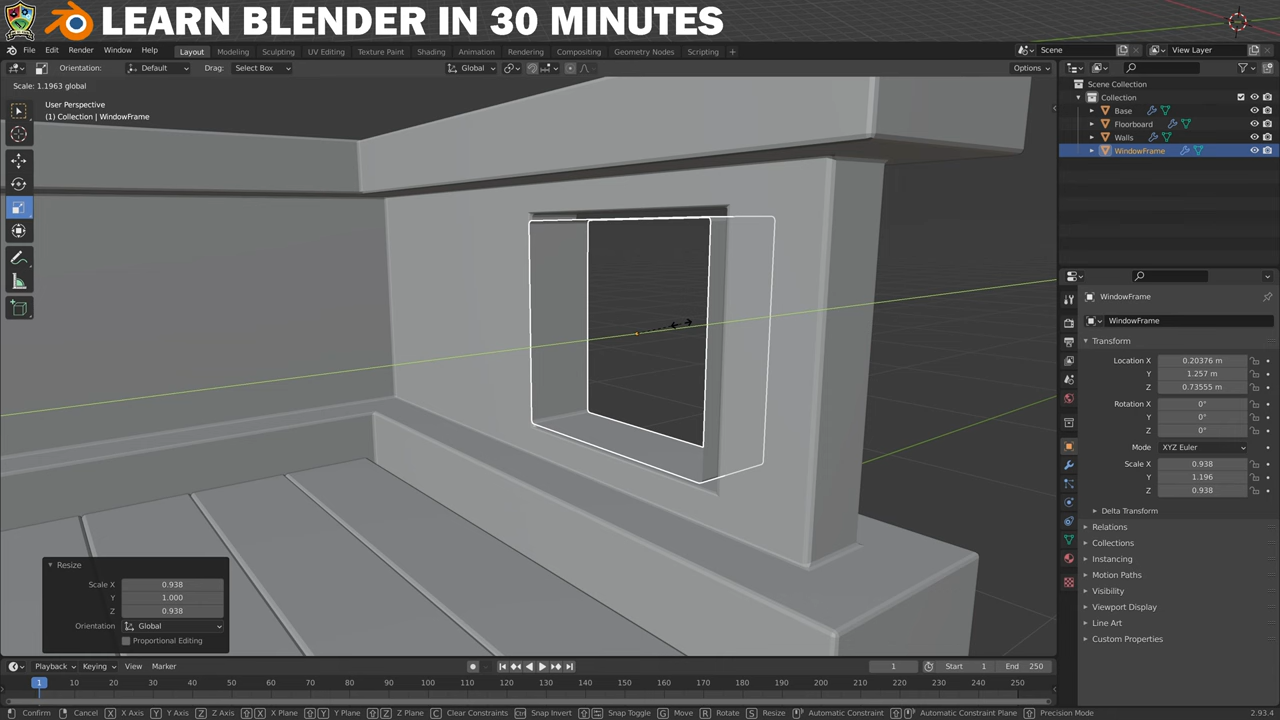 LEARN BLENDER IN 30 MINUTES
File Edit Render Window Help
Layout Modeling Sculpting UV Editing Texture Paint Shading Animation Rendering Compositing Geometry Nodes Scripting +
Scene View Layer
Orientation: Default Drag: Select Box Global Options
Scale: 1.1963 global
User Perspective
(1) Collection | WindowFrame
Scene Collection
Collection
Base
Floorboard
Walls
WindowFrame
WindowFrame
WindowFrame
Transform
Location X 0.20376 m
Y 1.257 m
Z 0.73555 m
Rotation X 0°
Y 0°
Z 0°
Mode XYZ Euler
Scale X 0.938
Y 1.196
Z 0.938
Delta Transform
Relations
Collections
Instancing
Motion Paths
Visibility
Viewport Display
Line Art
Custom Properties
Resize
Scale X 0.938
Y 1.000
Z 0.938
Orientation Global
Proportional Editing
Playback Keying View Marker 1 Start 1 End 250
1 10 20 30 40 50 60 70 80 90 100 110 120 130 140 150 160 170 180 190 200 210 220 230 240 250
Confirm Cancel X X Axis Y Y Axis Z Z Axis X X Plane Y Y Plane Z Z Plane C Clear Constraints Snap Invert Snap Toggle G Move R Rotate S Resize Automatic Constraint Automatic Constraint Plane Precision Mode 2.93.4